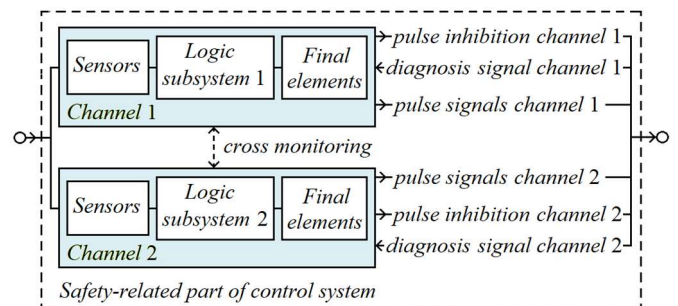 Sensors
Logic
subsystem 1
Final
elements
Channel 1
pulse inhibition channel 1
diagnosis signal channel 1
pulse signals channel 1
cross monitoring
Sensors
Logic
subsystem 2
Final
elements
Channel 2
pulse signals channel 2
pulse inhibition channel 2
diagnosis signal channel 2
Safety-related part of control system